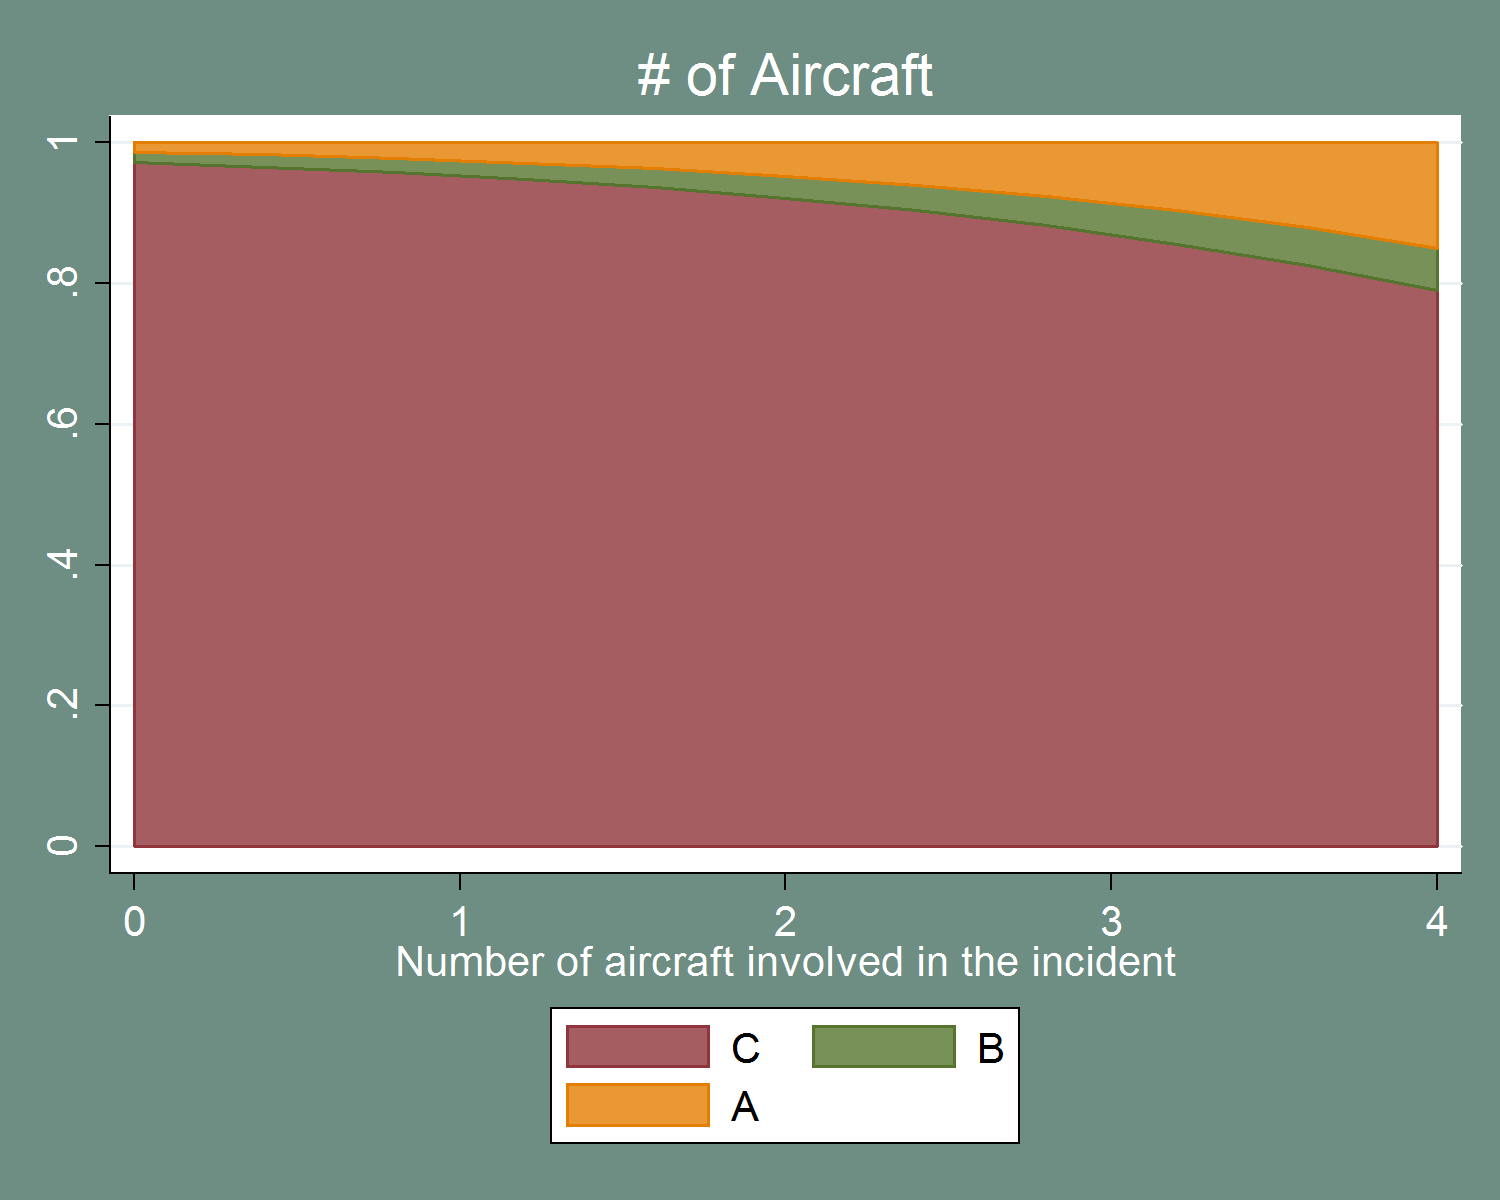 # of Aircraft
1
.8
.6
.4
.2
0
0 1 2 3 4
Number of aircraft involved in the incident
C B
A